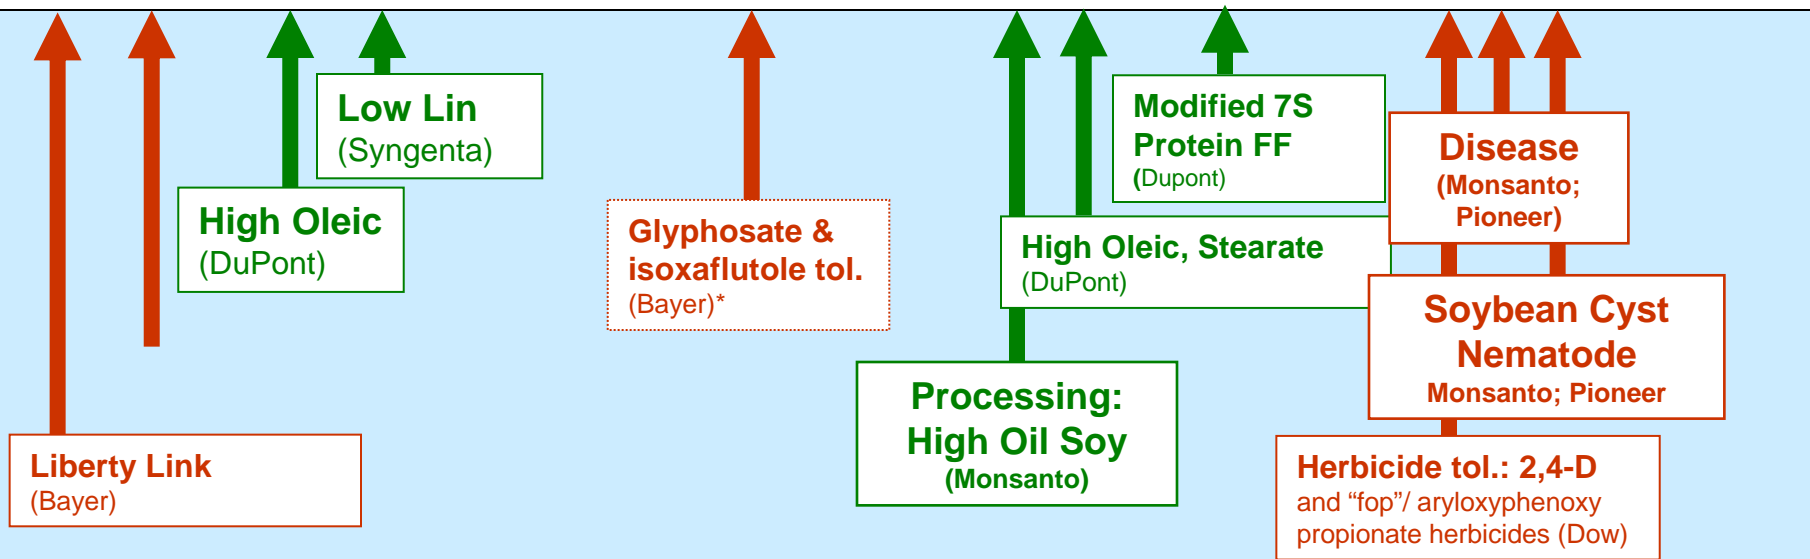 Low Lin
(Syngenta)
High Oleic
(DuPont)
Liberty Link
(Bayer)
Glyphosate &
isoxaflutole tol.
(Bayer)*
Modified 7S
Protein FF
(Dupont)
High Oleic, Stearate
(DuPont)
Processing:
High Oil Soy
(Monsanto)
Disease
(Monsanto;
Pioneer)
Soybean Cyst
Nematode
Monsanto; Pioneer
Herbicide tol.: 2,4-D
and “fop”/ aryloxyphenoxy
propionate herbicides (Dow)